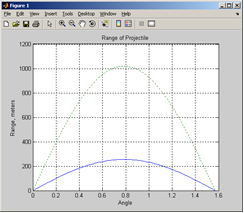 Figure 1
File Edit View Insert Tools Desktop Window Help
Range of Projectile
1200
1000
800
600
400
200
0
Range, meters
0 0.2 0.4 0.6 0.8 1 1.2 1.4 1.6
Angle